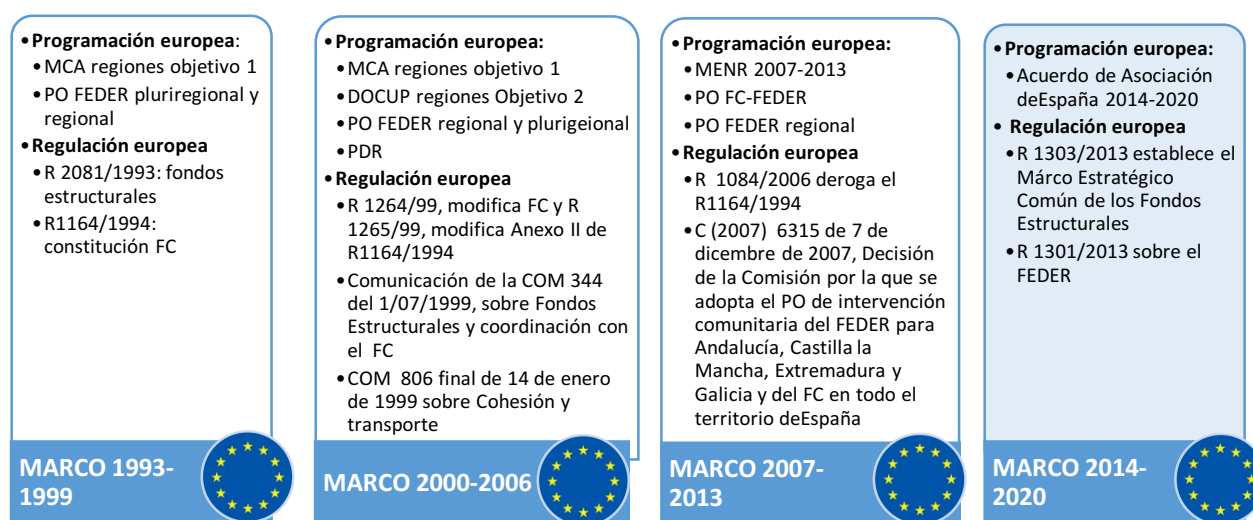 •Programación europea:
•MCA regiones objetivo 1
•PO FEDER pluriregional y
regional
•Regulación europea
•R 2081/1993: fondos
estructurales
•R1164/1994:
constitución FC
MARCO 1993-
1999
•Programación europea:
•MCA regiones objetivo 1
•DOCUP regiones Objetivo 2
•PO FEDER regional y plurigeional
•PDR
•Regulación europea
•R 1264/99, modifica FC y R
1265/99, modifica Anexo II de
R1164/1994
•Comunicación de la COM 344
del 1/07/1999, sobre Fondos
Estructurales y coordinación con
el FC
•COM 806 final de 14 de enero
de 1999 sobre Cohesión y
transporte
MARCO 2000-2006
•Programación europea:
•MENR 2007-2013
•PO FC-FEDER
•PO FEDER regional
•Regulación europea
•R 1084/2006 deroga el
R1164/1994
•C (2007) 6315 de 7 de
dicembre de 2007, Decisión
de la Comisión por la que se
adopta el PO de intervención
comunitaria del FEDER para
Andalucía, Castilla la
Mancha, Extremadura y
Galicia y del FC en todo el
territorio deEspaña
MARCO 2007-
2013
•Programación europea:
•Acuerdo de Asociación
deEspaña 2014-2020
• Regulación europea
•R 1303/2013 establece el
Márco Estratégico
Común de los Fondos
Estructurales
•R 1301/2013 sobre el
FEDER
MARCO 2014-
2020